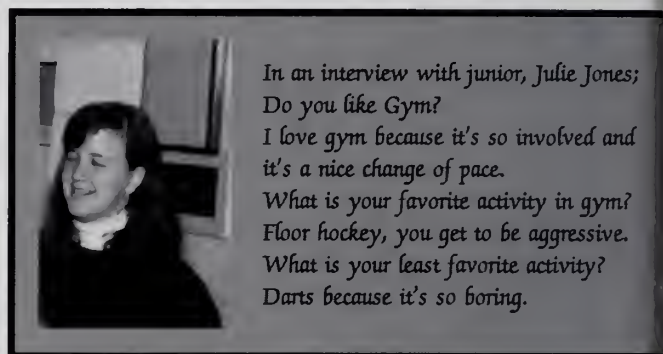 In an interview with junior, Julie Jones;
Do you like Gym?
I love gym because it's so involved and
it's a nice change of pace.
What is your favorite activity in gym?
Floor hockey, you get to be aggressive.
What is your least favorite activity?
Darts because it's so boring.